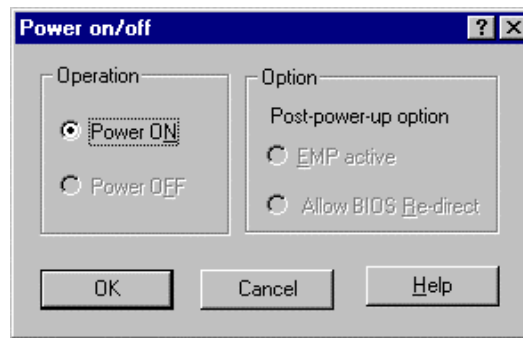 Power on/off
Operation
Power ON
Power OFF
Option
Post-power-up option
EMP active
Allow BIOS Re-direct
OK
Cancel
Help